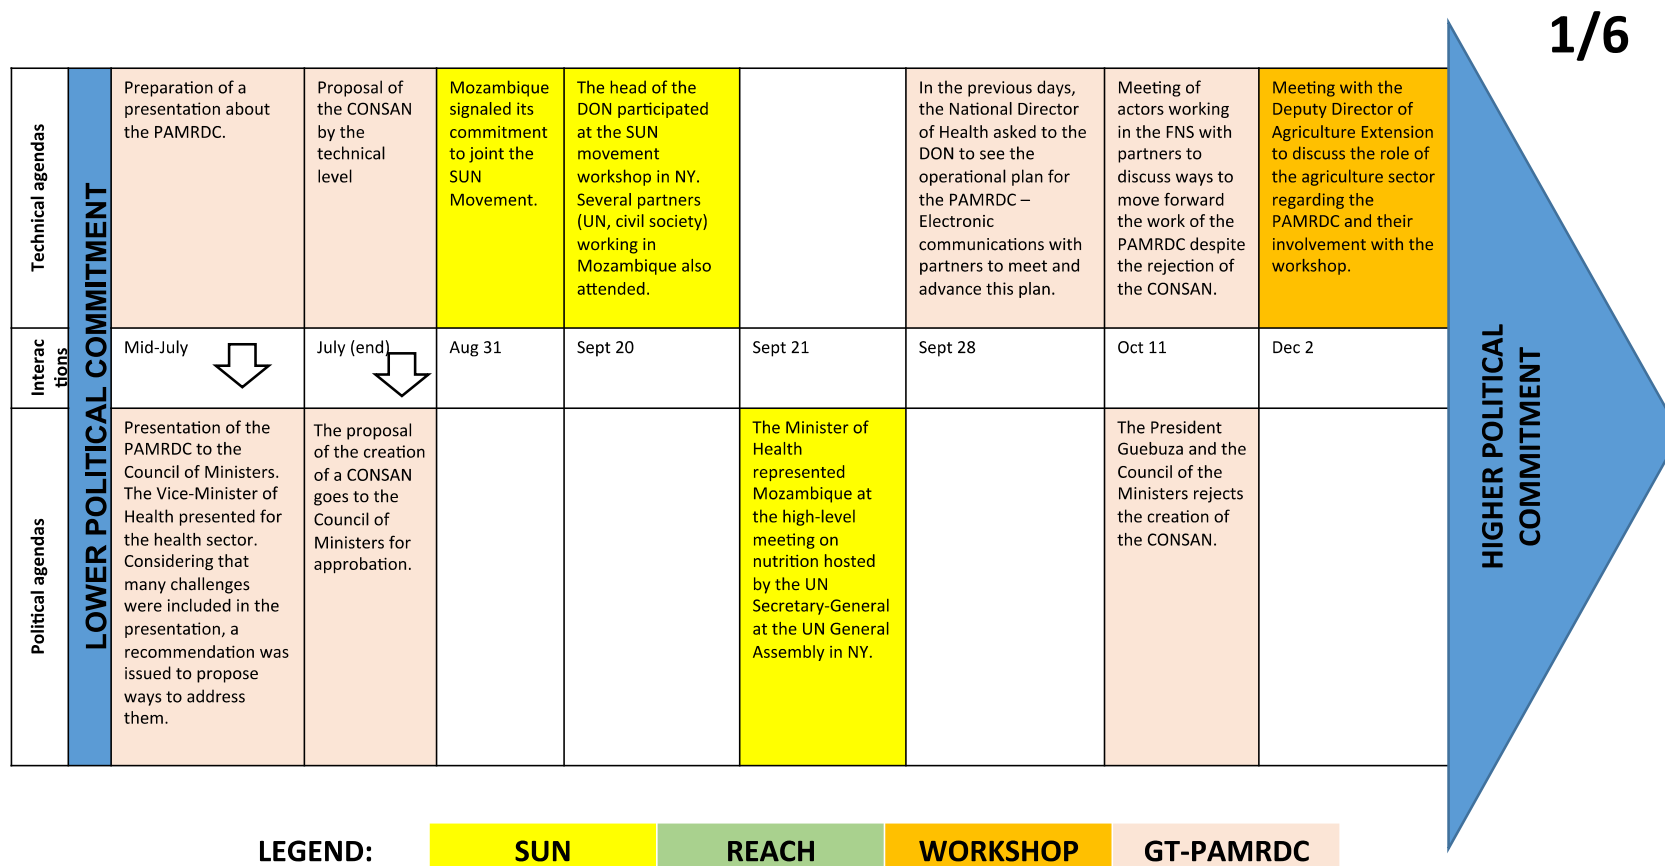 1/6
Technical agendas
LOWER POLITICAL COMMITMENT
Preparation of a
presentation about
the PAMRDC.
Proposal of
the CONSAN
by the
technical
level
Mozambique
signaled its
commitment
to joint the
SUN
Movement.
The head of the
DON participated
at the SUN
movement
workshop in NY.
Several partners
(UN, civil society)
working in
Mozambique also
attended.
In the previous days,
the National Director
of Health asked to the
DON to see the
operational plan for
the PAMRDC –
Electronic
communications with
partners to meet and
advance this plan.
Meeting of
actors working
in the FNS with
partners to
discuss ways to
move forward
the work of the
PAMRDC despite
the rejection of
the CONSAN.
Meeting with the
Deputy Director of
Agriculture Extension
to discuss the role of
the agriculture sector
regarding the
PAMRDC and their
involvement with the
workshop.
Interac
tions
Mid-July
July (end)
Aug 31
Sept 20
Sept 21
Sept 28
Oct 11
Dec 2
Political agendas
Presentation of the
PAMRDC to the
Council of Ministers.
The Vice-Minister of
Health presented for
the health sector.
Considering that
many challenges
were included in the
presentation, a
recommendation was
issued to propose
ways to address
them.
The proposal
of the creation
of a CONSAN
goes to the
Council of
Ministers for
approbation.
The Minister of
Health
represented
Mozambique at
the high-level
meeting on
nutrition hosted
by the UN
Secretary-General
at the UN General
Assembly in NY.
The President
Guebuza and the
Council of the
Ministers rejects
the creation of
the CONSAN.
HIGHER POLITICAL
COMMITMENT
LEGEND:
SUN
REACH
WORKSHOP
GT-PAMRDC